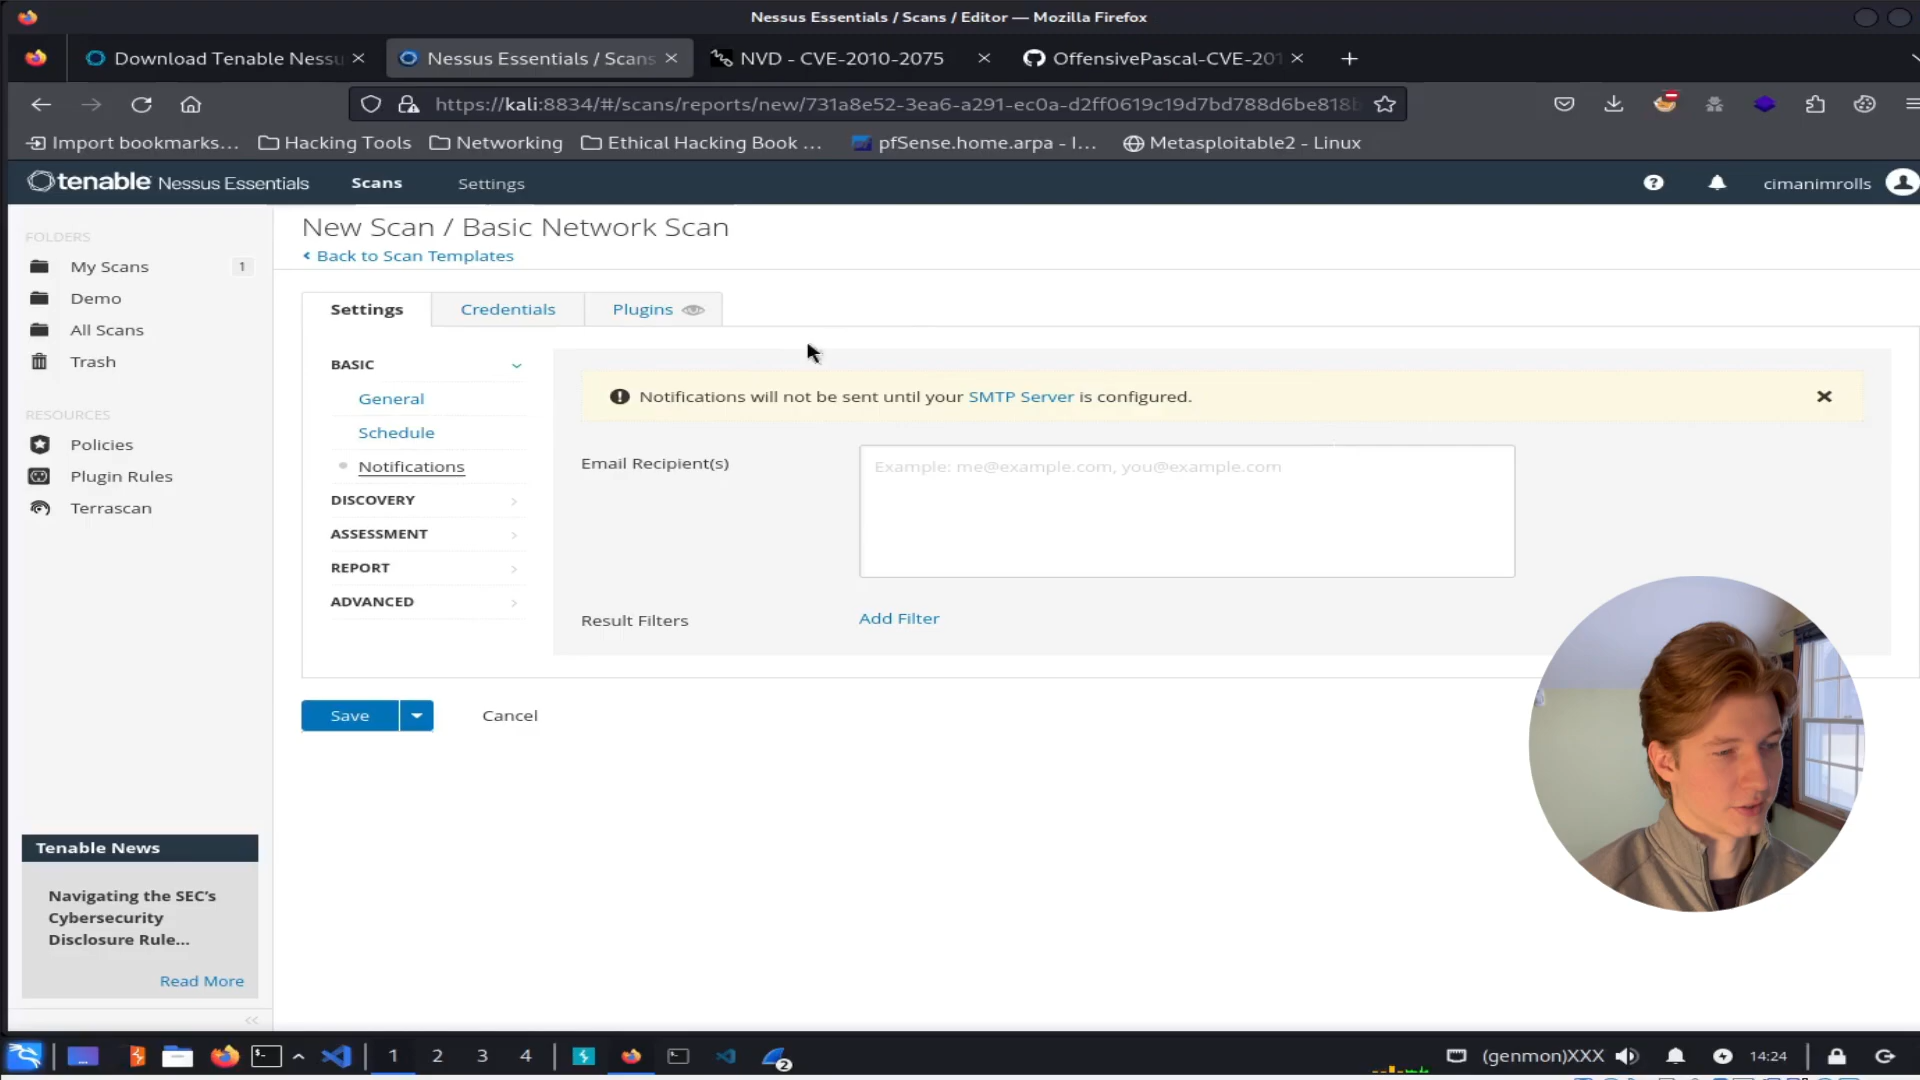 Nessus Essentials / Scans / Editor — Mozilla Firefox
Download Tenable Nessu
Nessus Essentials / Scans
NVD - CVE-2010-2075
OffensivePascal-CVE-201
https://kali:8834/#/scans/reports/new/731a8e52-3ea6-a291-ec0a-d2ff0619c19d7bd788d6be818b
Import bookmarks...
Hacking Tools
Networking
Ethical Hacking Book ...
pfSense.home.arpa - I...
Metasploitable2 - Linux
tenable Nessus Essentials
Scans
Settings
cimanimrolls
FOLDERS
My Scans
1
Demo
All Scans
Trash
RESOURCES
Policies
Plugin Rules
Terrascan
New Scan / Basic Network Scan
Back to Scan Templates
Settings
Credentials
Plugins
BASIC
General
Schedule
Notifications
DISCOVERY
ASSESSMENT
REPORT
ADVANCED
Notifications will not be sent until your SMTP Server is configured.
Email Recipient(s)
Example: me@example.com, you@example.com
Result Filters
Add Filter
Save
Cancel
Tenable News
Navigating the SEC’s
Cybersecurity
Disclosure Rule...
Read More
1
2
3
4
2
(genmon)XXX
14:24